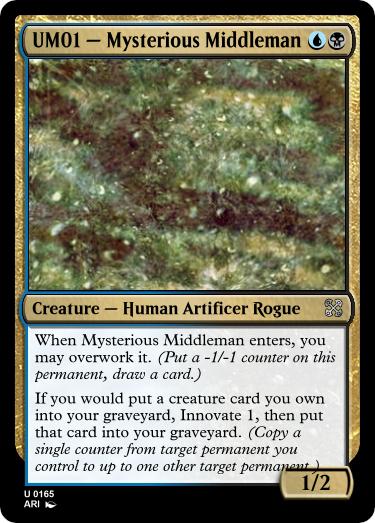 UM01 — Mysterious Middleman
Creature — Human Artificer Rogue
When Mysterious Middleman enters, you
may overwork it. (Put a -1/-1 counter on this
permanent, draw a card.)
If you would put a creature card you own
into your graveyard, Innovate 1, then put
that card into your graveyard. (Copy a
single counter from target permanent you
control to up to one other target permanent.)
1/2
U 0165
ARI